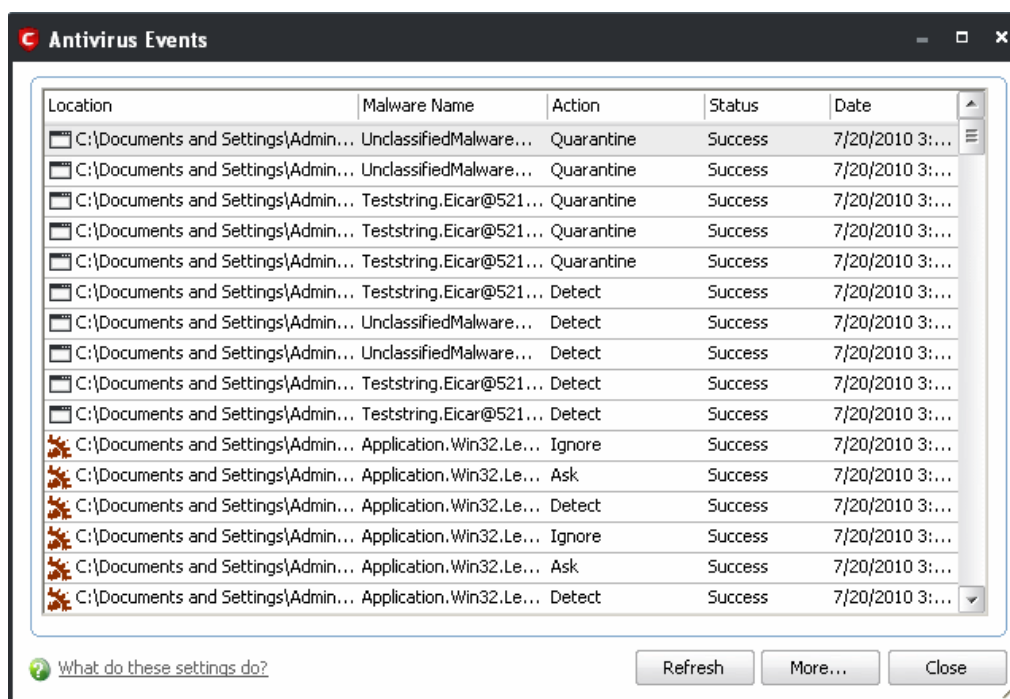 Antivirus Events
Location Malware Name Action Status Date
C:\Documents and Settings\Admin... UnclassifiedMalware... Quarantine Success 7/20/2010 3:...
C:\Documents and Settings\Admin... UnclassifiedMalware... Quarantine Success 7/20/2010 3:...
C:\Documents and Settings\Admin... Teststring.Eicar@521... Quarantine Success 7/20/2010 3:...
C:\Documents and Settings\Admin... Teststring.Eicar@521... Quarantine Success 7/20/2010 3:...
C:\Documents and Settings\Admin... Teststring.Eicar@521... Quarantine Success 7/20/2010 3:...
C:\Documents and Settings\Admin... Teststring.Eicar@521... Detect Success 7/20/2010 3:...
C:\Documents and Settings\Admin... UnclassifiedMalware... Detect Success 7/20/2010 3:...
C:\Documents and Settings\Admin... UnclassifiedMalware... Detect Success 7/20/2010 3:...
C:\Documents and Settings\Admin... Teststring.Eicar@521... Detect Success 7/20/2010 3:...
C:\Documents and Settings\Admin... Teststring.Eicar@521... Detect Success 7/20/2010 3:...
C:\Documents and Settings\Admin... Application.Win32.Le... Ignore Success 7/20/2010 3:...
C:\Documents and Settings\Admin... Application.Win32.Le... Ask Success 7/20/2010 3:...
C:\Documents and Settings\Admin... Application.Win32.Le... Detect Success 7/20/2010 3:...
C:\Documents and Settings\Admin... Application.Win32.Le... Ignore Success 7/20/2010 3:...
C:\Documents and Settings\Admin... Application.Win32.Le... Ask Success 7/20/2010 3:...
C:\Documents and Settings\Admin... Application.Win32.Le... Detect Success 7/20/2010 3:...
What do these settings do? Refresh More... Close